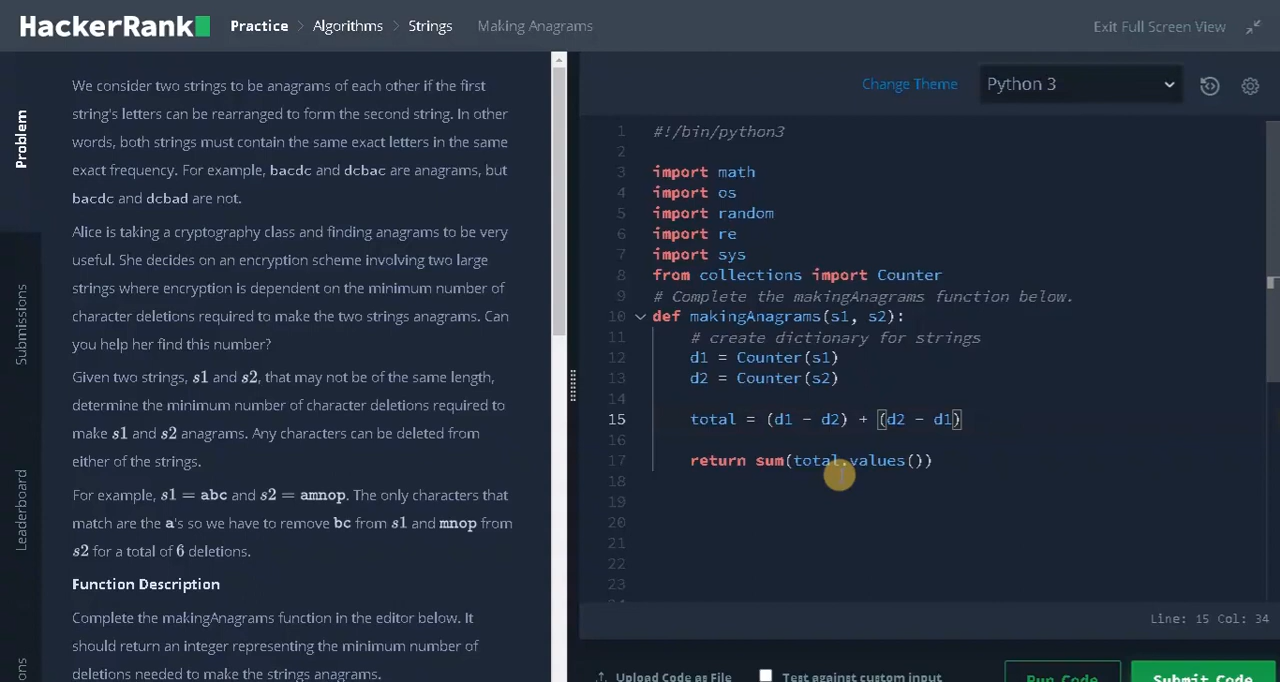 HackerRank
Practice > Algorithms > Strings Making Anagrams
Exit Full Screen View
Problem
Submissions
Leaderboard
We consider two strings to be anagrams of each other if the first
string's letters can be rearranged to form the second string. In other
words, both strings must contain the same exact letters in the same
exact frequency. For example, bacdc and dcbac are anagrams, but
bacdc and dcbad are not.
Alice is taking a cryptography class and finding anagrams to be very
useful. She decides on an encryption scheme involving two large
strings where encryption is dependent on the minimum number of
character deletions required to make the two strings anagrams. Can
you help her find this number?
Given two strings, s1 and s2, that may not be of the same length,
determine the minimum number of character deletions required to
make s1 and s2 anagrams. Any characters can be deleted from
either of the strings.
For example, s1 = abc and s2 = amnop. The only characters that
match are the a's so we have to remove bc from s1 and mnop from
s2 for a total of 6 deletions.
Function Description
Complete the makingAnagrams function in the editor below. It
should return an integer representing the minimum number of
deletions needed to make the strings anagrams.
Change Theme
Python 3
1 #!/bin/python3
2
3 import math
4 import os
5 import random
6 import re
7 import sys
8 from collections import Counter
9 # Complete the makingAnagrams function below.
10 def makingAnagrams(s1, s2):
11 # create dictionary for strings
12 d1 = Counter(s1)
13 d2 = Counter(s2)
14
15 total = (d1 - d2) + (d2 - d1)
16
17 return sum(total.values())
18
19
20
21
22
23
Line: 15 Col: 34
Upload Code as File
Test against custom input
Run Code
Submit Code